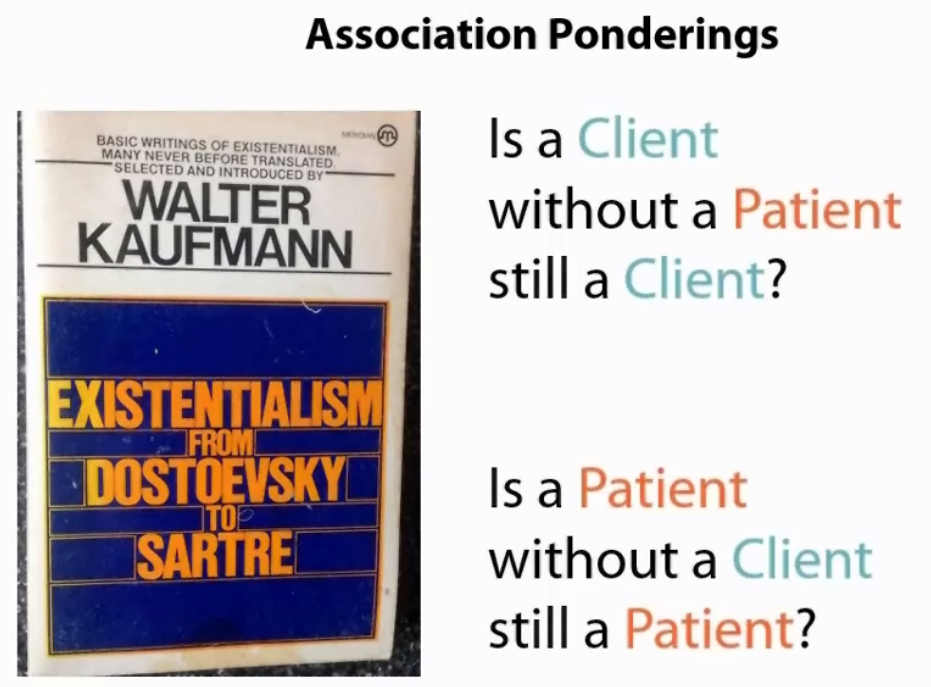 Association Ponderings
BASIC WRITINGS OF EXISTENTIALISM.
MANY NEVER BEFORE TRANSLATED.
SELECTED AND INTRODUCED BY
MERIDIAN
WALTER
KAUFMANN
EXISTENTIALISM
FROM
DOSTOEVSKY
TO
SARTRE
Is a Client
without a Patient
still a Client?
Is a Patient
without a Client
still a Patient?